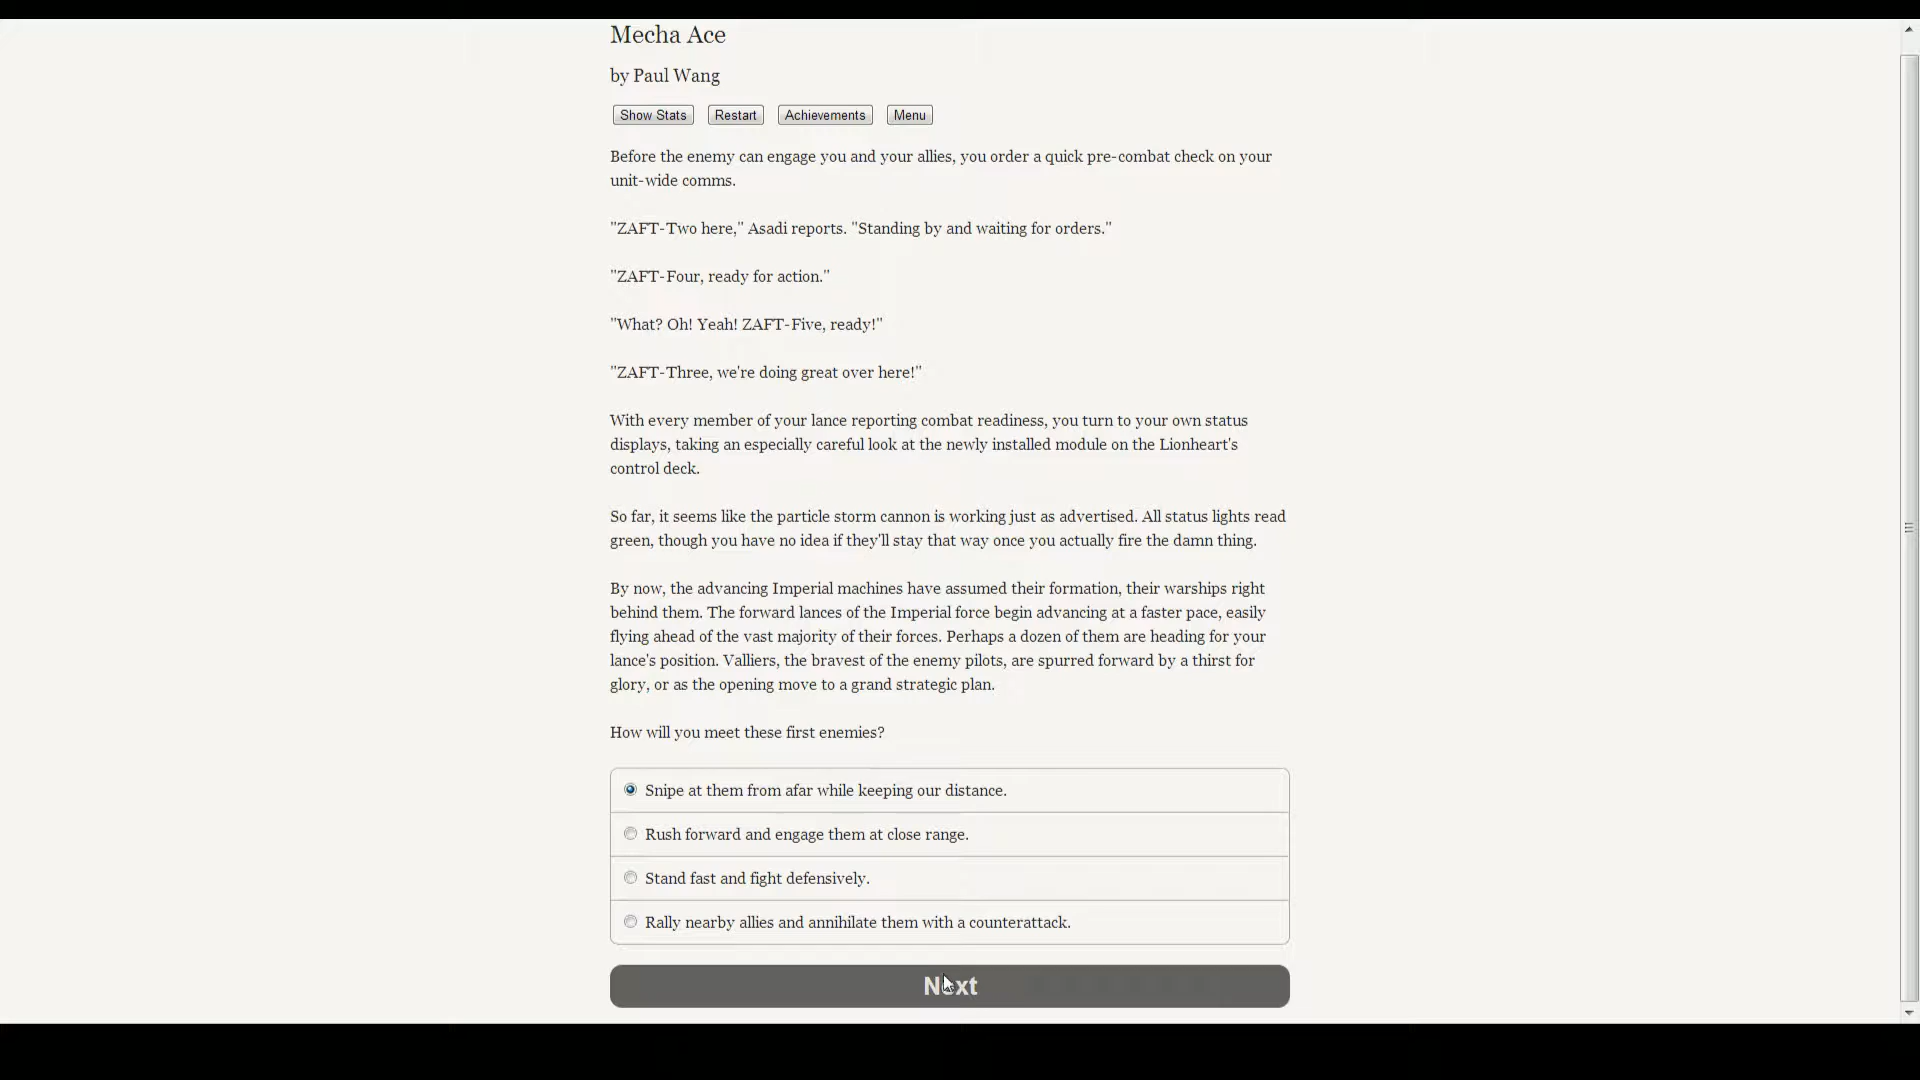 Mecha Ace
by Paul Wang
Show Stats Restart Achievements Menu
Before the enemy can engage you and your allies, you order a quick pre-combat check on your
unit-wide comms.
"ZAFT-Two here," Asadi reports. "Standing by and waiting for orders."
"ZAFT-Four, ready for action."
"What? Oh! Yeah! ZAFT-Five, ready!"
"ZAFT-Three, we're doing great over here!"
With every member of your lance reporting combat readiness, you turn to your own status
displays, taking an especially careful look at the newly installed module on the Lionheart's
control deck.
So far, it seems like the particle storm cannon is working just as advertised. All status lights read
green, though you have no idea if they'll stay that way once you actually fire the damn thing.
By now, the advancing Imperial machines have assumed their formation, their warships right
behind them. The forward lances of the Imperial force begin advancing at a faster pace, easily
flying ahead of the vast majority of their forces. Perhaps a dozen of them are heading for your
lance's position. Valliers, the bravest of the enemy pilots, are spurred forward by a thirst for
glory, or as the opening move to a grand strategic plan.
How will you meet these first enemies?
Snipe at them from afar while keeping our distance.
Rush forward and engage them at close range.
Stand fast and fight defensively.
Rally nearby allies and annihilate them with a counterattack.
Next